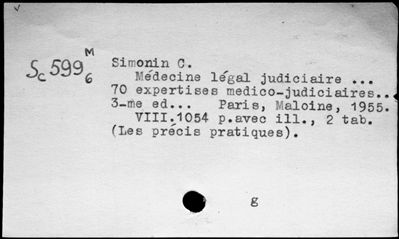 Sc 599 M/6
Simonin C.
Médecine légal judiciaire ...
70 expertises medico-judiciaires...
3-me ed... Paris, Maloine, 1955.
VIII.1054 p.avec ill., 2 tab.
(Les précis pratiques).
g